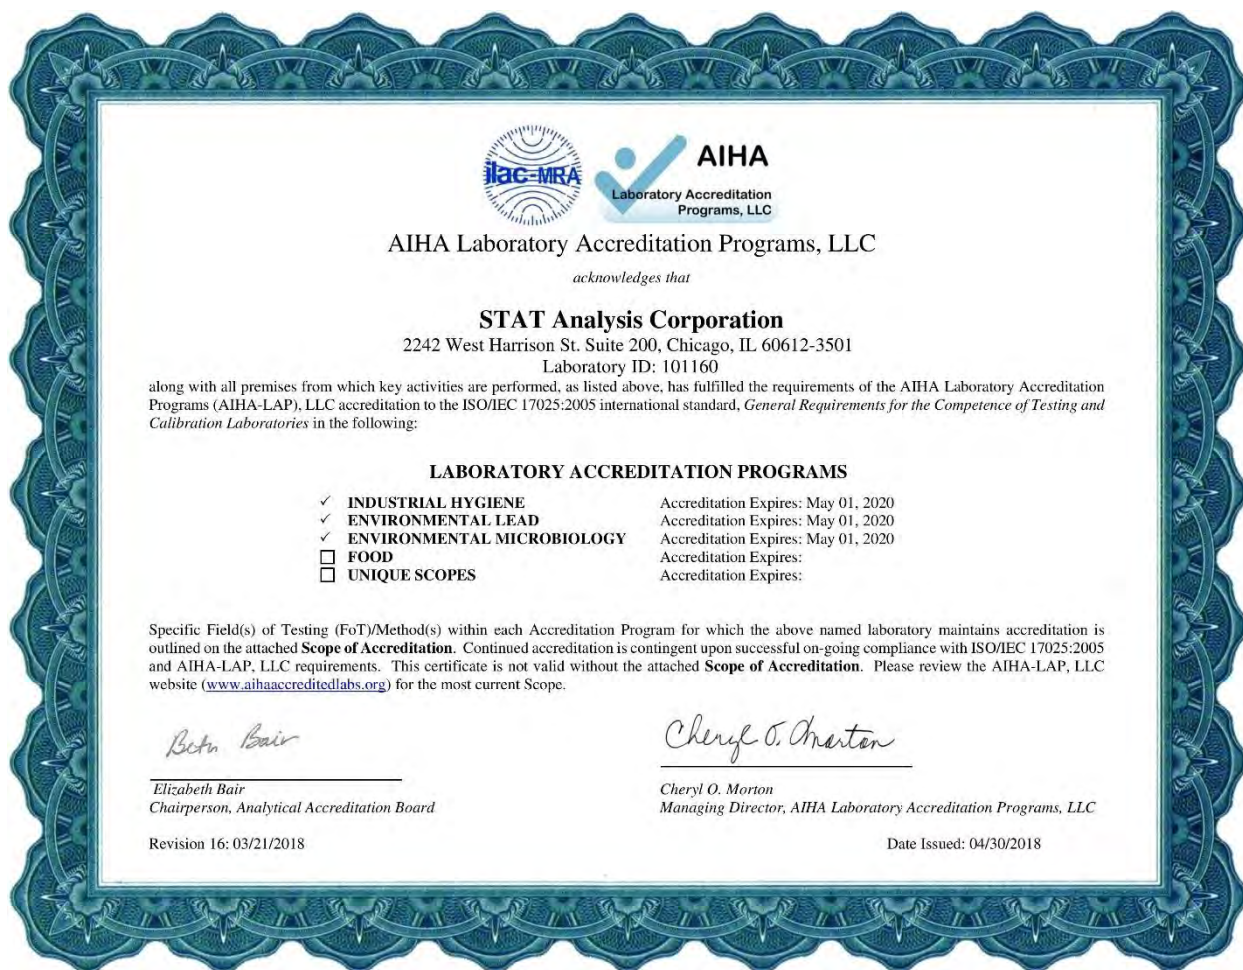 ilac-MRA
AIHA
Laboratory Accreditation
Programs, LLC
AIHA Laboratory Accreditation Programs, LLC
acknowledges that
STAT Analysis Corporation
2242 West Harrison St. Suite 200, Chicago, IL 60612-3501
Laboratory ID: 101160
along with all premises from which key activities are performed, as listed above, has fulfilled the requirements of the AIHA Laboratory Accreditation
Programs (AIHA-LAP), LLC accreditation to the ISO/IEC 17025:2005 international standard, General Requirements for the Competence of Testing and
Calibration Laboratories in the following:
LABORATORY ACCREDITATION PROGRAMS
✓ INDUSTRIAL HYGIENE Accreditation Expires: May 01, 2020
✓ ENVIRONMENTAL LEAD Accreditation Expires: May 01, 2020
✓ ENVIRONMENTAL MICROBIOLOGY Accreditation Expires: May 01, 2020
☐ FOOD Accreditation Expires:
☐ UNIQUE SCOPES Accreditation Expires:
Specific Field(s) of Testing (FoT)/Method(s) within each Accreditation Program for which the above named laboratory maintains accreditation is
outlined on the attached Scope of Accreditation. Continued accreditation is contingent upon successful on-going compliance with ISO/IEC 17025:2005
and AIHA-LAP, LLC requirements. This certificate is not valid without the attached Scope of Accreditation. Please review the AIHA-LAP, LLC
website (www.aihaaccreditedlabs.org) for the most current Scope.
Beth Bair
Cheryl O. Morton
Elizabeth Bair
Chairperson, Analytical Accreditation Board
Cheryl O. Morton
Managing Director, AIHA Laboratory Accreditation Programs, LLC
Revision 16: 03/21/2018
Date Issued: 04/30/2018